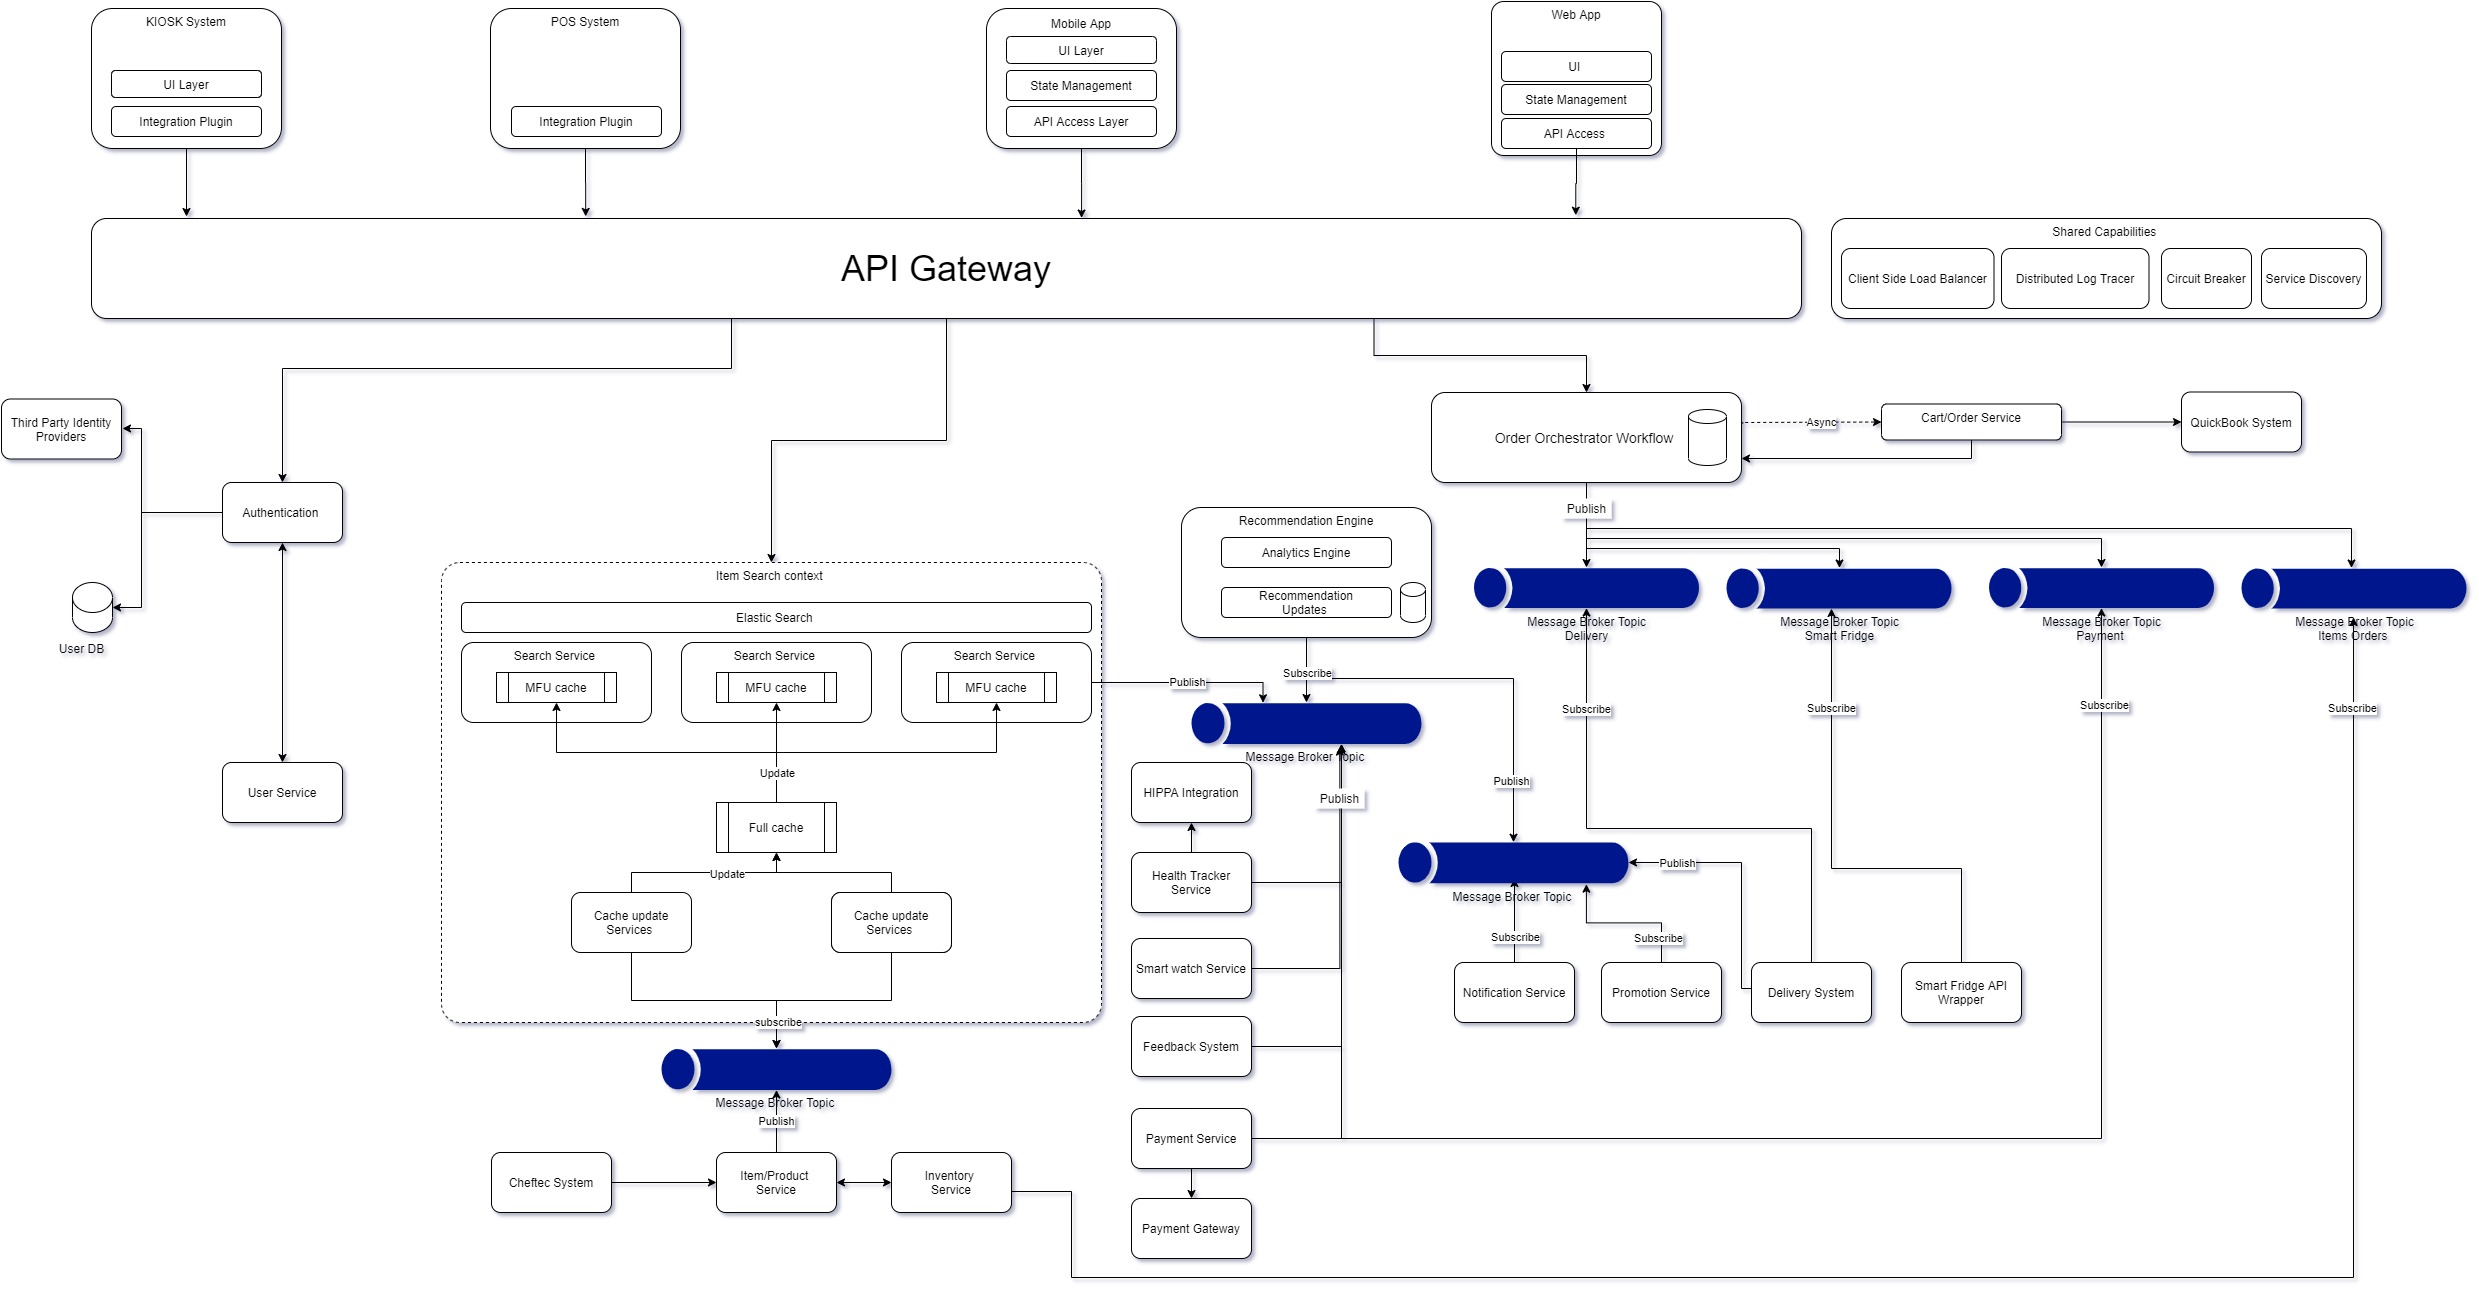 KIOSK System
UI Layer
Integration Plugin
POS System
Integration Plugin
Mobile App
UI Layer
State Management
API Access Layer
Web App
UI
State Management
API Access
API Gateway
Shared Capabilities
Client Side Load Balancer
Distributed Log Tracer
Circuit Breaker
Service Discovery
Third Party Identity
Providers
Authentication
User DB
User Service
Order Orchestrator Workflow
Async
Cart/Order Service
QuickBook System
Publish
Recommendation Engine
Analytics Engine
Recommendation
Updates
Message Broker Topic
Delivery
Message Broker Topic
Smart Fridge
Message Broker Topic
Payment
Message Broker Topic
Items Orders
Item Search context
Elastic Search
Search Service
MFU cache
Search Service
MFU cache
Search Service
MFU cache
Publish
Subscribe
Subscribe
Subscribe
Subscribe
Subscribe
Update
Full cache
Update
Cache update
Services
Cache update
Services
subscribe
Message Broker Topic
Publish
Cheftec System
Item/Product
Service
Inventory
Service
Message Broker Topic
HIPPA Integration
Publish
Publish
Health Tracker
Service
Smart watch Service
Feedback System
Payment Service
Payment Gateway
Message Broker Topic
Publish
Subscribe
Subscribe
Notification Service
Promotion Service
Delivery System
Smart Fridge API
Wrapper